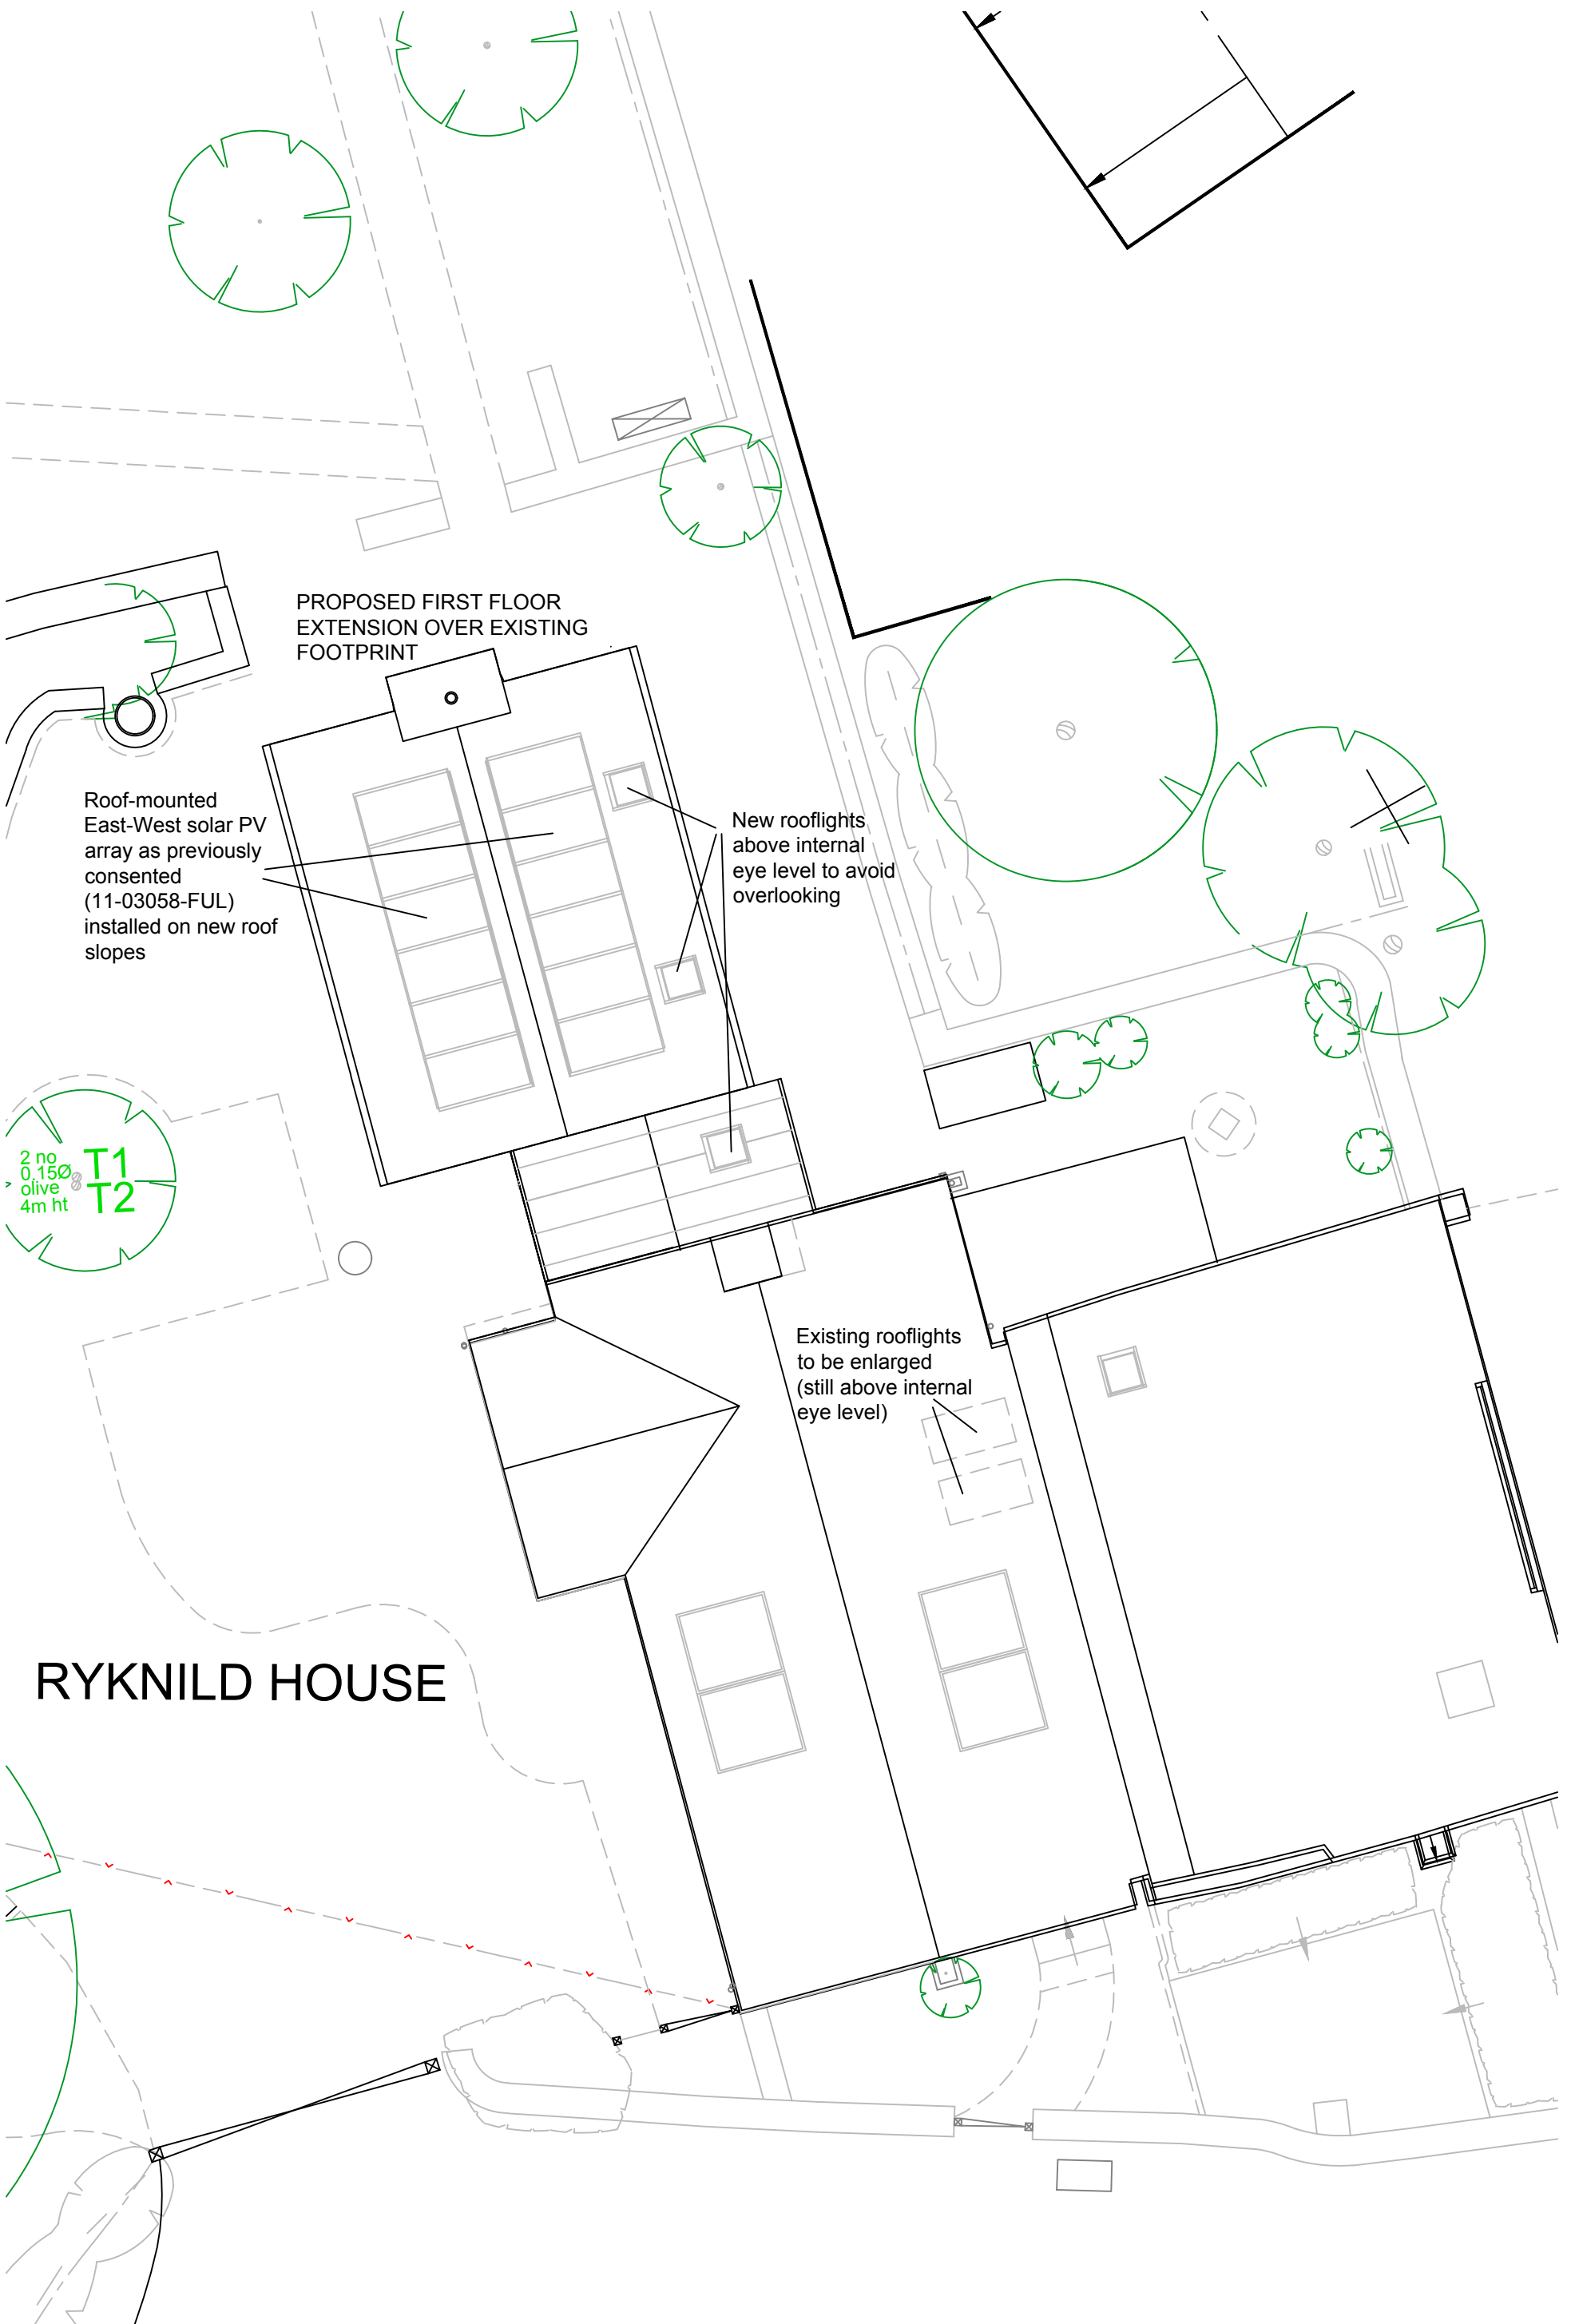 PROPOSED FIRST FLOOR
EXTENSION OVER EXISTING
FOOTPRINT
Roof-mounted
East-West solar PV
array as previously
consented
(11-03058-FUL)
installed on new roof
slopes
New rooflights
above internal
eye level to avoid
overlooking
2 no
0.15Ø
olive
4m ht
T1
T2
Existing rooflights
to be enlarged
(still above internal
eye level)
RYKNILD HOUSE